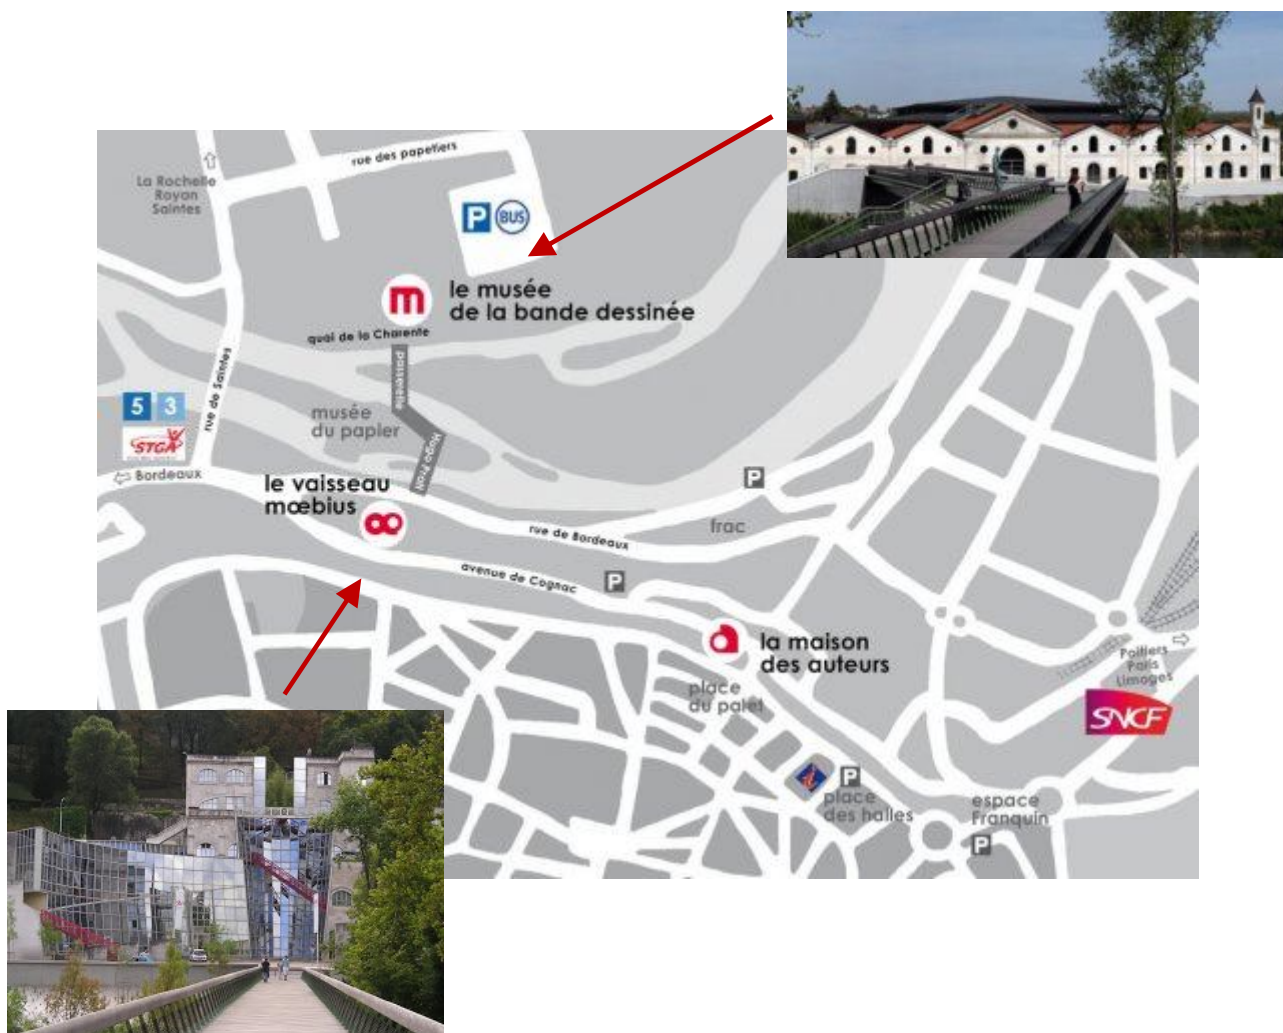 rue des papetiers
La Rochelle
Royan
Saintes
P BUS
m
le musée
de la bande dessinée
quai de la Charente
passerelle
Hugo Pratt
rue de Saintes
5 3
STGA
musée
du papier
Bordeaux
le vaisseau
mœbius
P
frac
rue de Bordeaux
avenue de Cognac
P
a
la maison
des auteurs
Poitiers
Paris
Limoges
SNCF
place
du palet
i
P
place
des halles
espace
Franquin
P